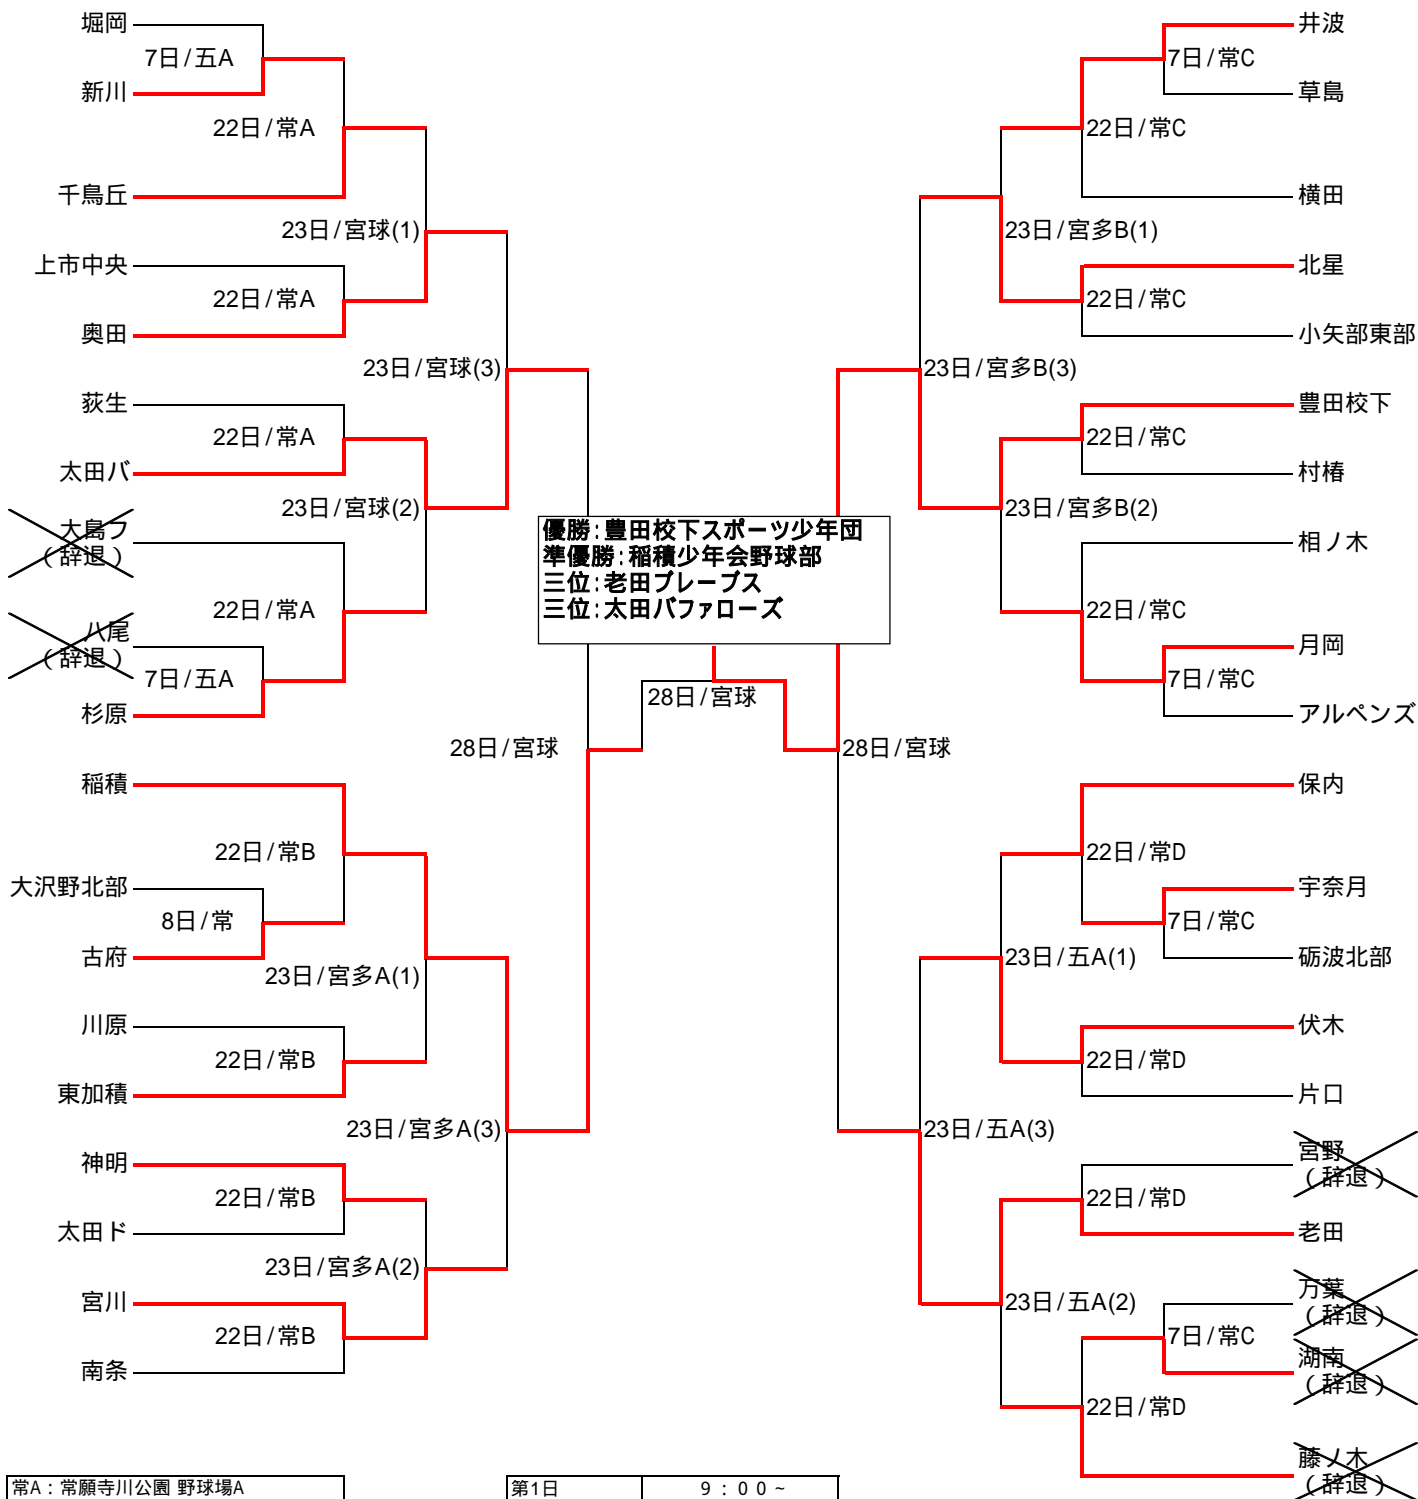 堀岡
7日/五A
新川
22日/常A
千鳥丘
23日/宮球(1)
上市中央
22日/常A
奥田
23日/宮球(3)
荻生
22日/常A
太田バ
23日/宮球(2)
大島フ
(辞退)
22日/常A
八尾
(辞退)
7日/五A
杉原
28日/宮球
稲積
22日/常B
大沢野北部
8日/常
古府
23日/宮多A(1)
川原
22日/常B
東加積
23日/宮多A(3)
神明
22日/常B
太田ド
23日/宮多A(2)
宮川
22日/常B
南条
優勝:豊田校下スポーツ少年団
準優勝:稲積少年会野球部
三位:老田ブレーブス
三位:太田バファローズ
28日/宮球
井波
7日/常C
草島
22日/常C
横田
23日/宮多B(1)
北星
22日/常C
小矢部東部
23日/宮多B(3)
豊田校下
22日/常C
村椿
23日/宮多B(2)
相ノ木
22日/常C
月岡
7日/常C
アルペンズ
28日/宮球
保内
22日/常D
宇奈月
7日/常C
砺波北部
23日/五A(1)
伏木
22日/常D
片口
23日/五A(3)
宮野
(辞退)
22日/常D
老田
23日/五A(2)
万葉
(辞退)
7日/常C
湖南
(辞退)
22日/常D
藤ノ木
(辞退)
常A:常願寺川公園 野球場A
第1日 9:00~